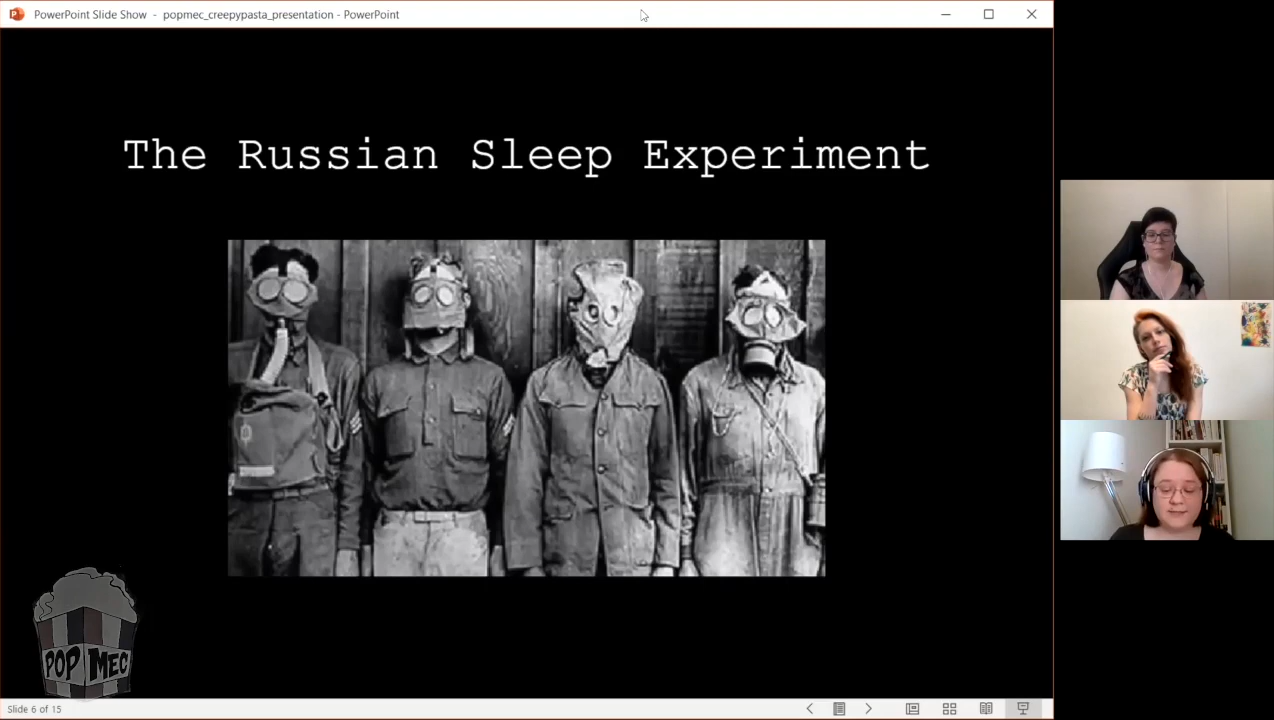 PowerPoint Slide Show - popmec_creepypasta_presentation - PowerPoint
The Russian Sleep Experiment
POP MEC
Slide 6 of 15